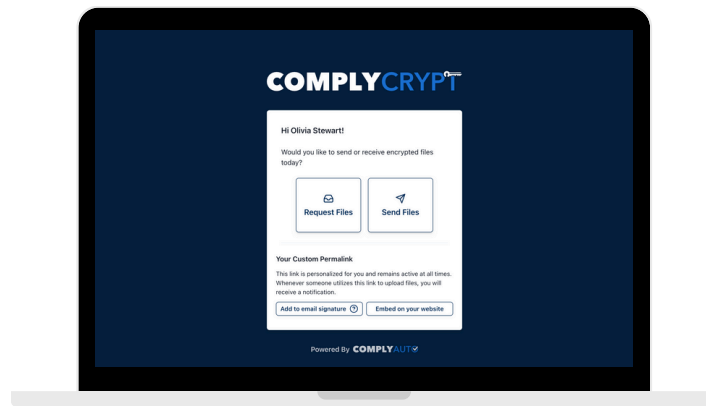 COMPLYCRYPT
Hi Olivia Stewart!
Would you like to send or receive encrypted files
today?
Request Files
Send Files
Your Custom Permalink
This link is personalized for you and remains active at all times.
Whenever someone utilizes this link to upload files, you will
receive a notification.
Add to email signature ?
Embed on your website
Powered By COMPLYAUTO